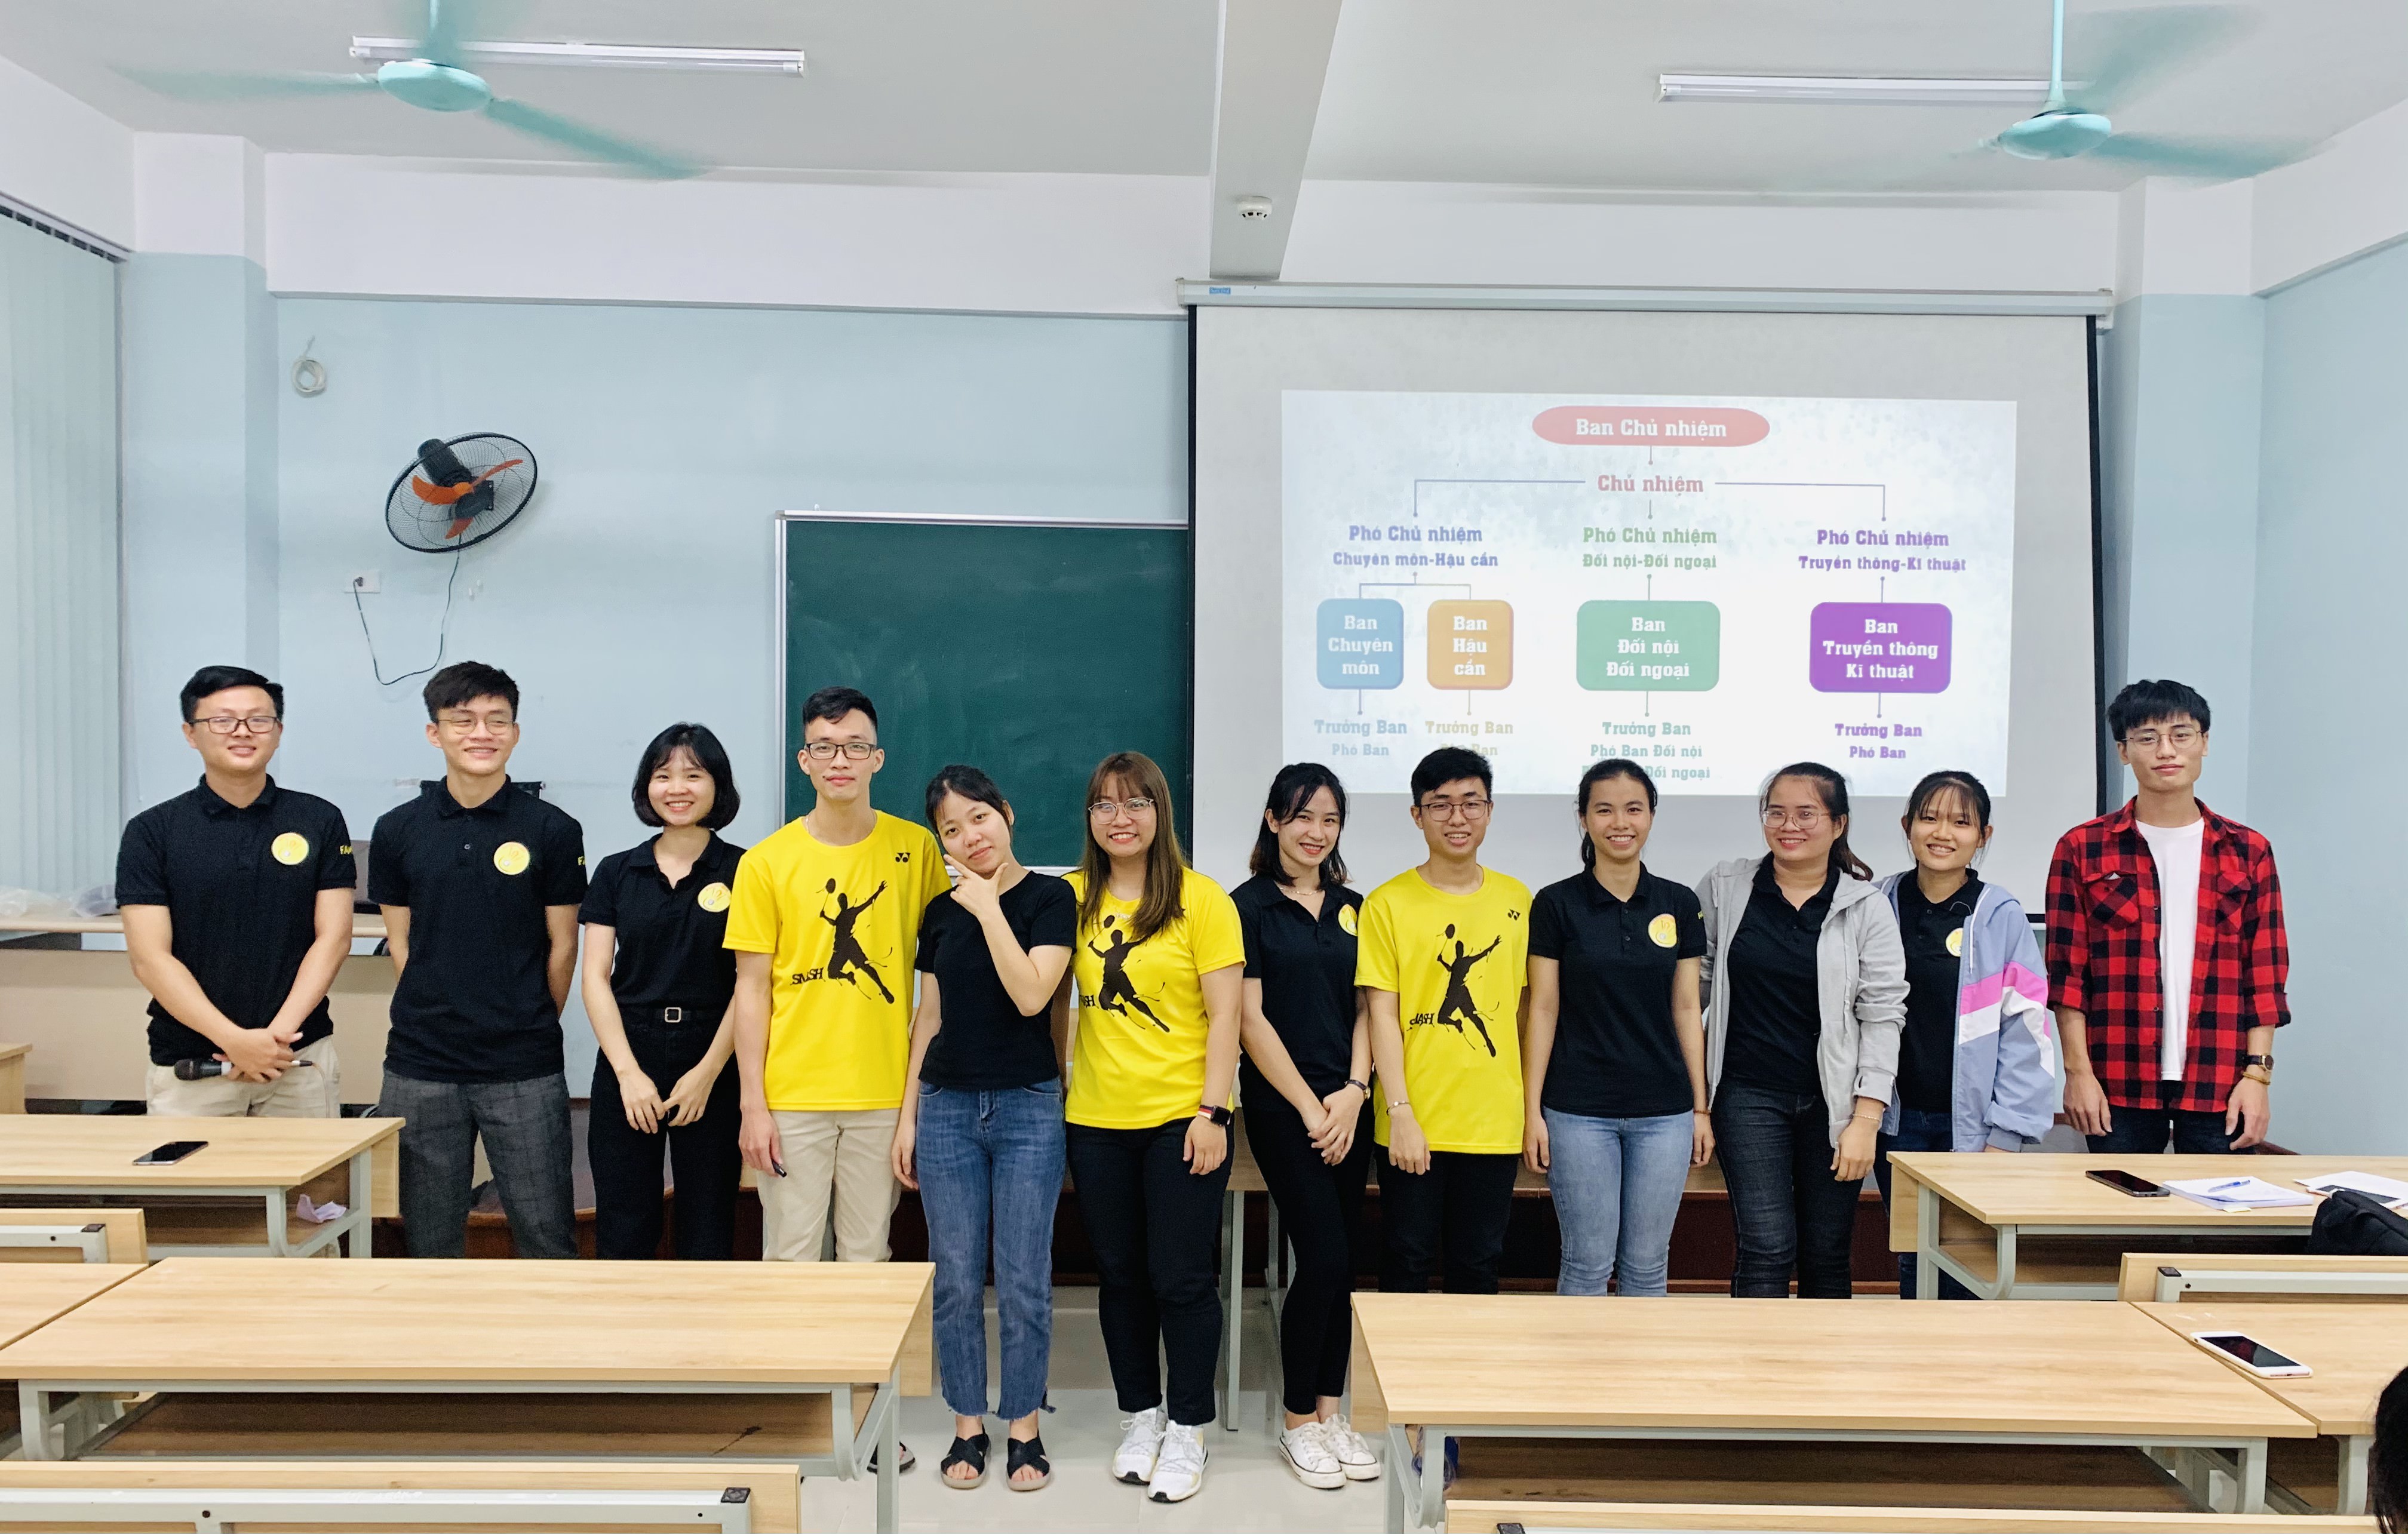 Ban Chủ nhiệm
Chủ nhiệm
Phó Chủ nhiệm
Chuyên môn-Hậu cần
Phó Chủ nhiệm
Đối nội-Đối ngoại
Phó Chủ nhiệm
Truyền thông-Kĩ thuật
Ban
Chuyên
môn
Ban
Hậu
cần
Ban
Đối nội
Đối ngoại
Ban
Truyền thông
Kĩ thuật
Trưởng Ban
Phó Ban
Trưởng Ban
Trưởng Ban
Phó Ban Đối nội
Đối ngoại
Trưởng Ban
Phó Ban
SMASH